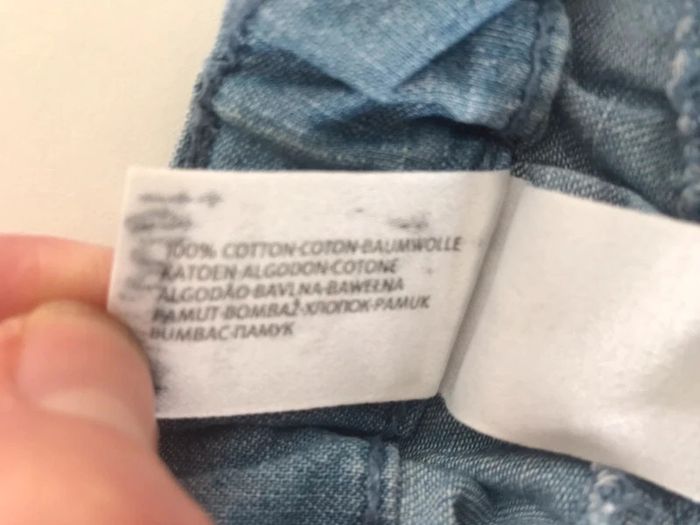 100% COTTON·COTON·BAUMWOLLE
KATOEN·ALGODON·COTONE
ALGODÃO·BAVLNA·BAWEŁNA
PAMUT·BOMBAŽ·ХЛОПОК·PAMUK
BUMBAC·ПАМУК